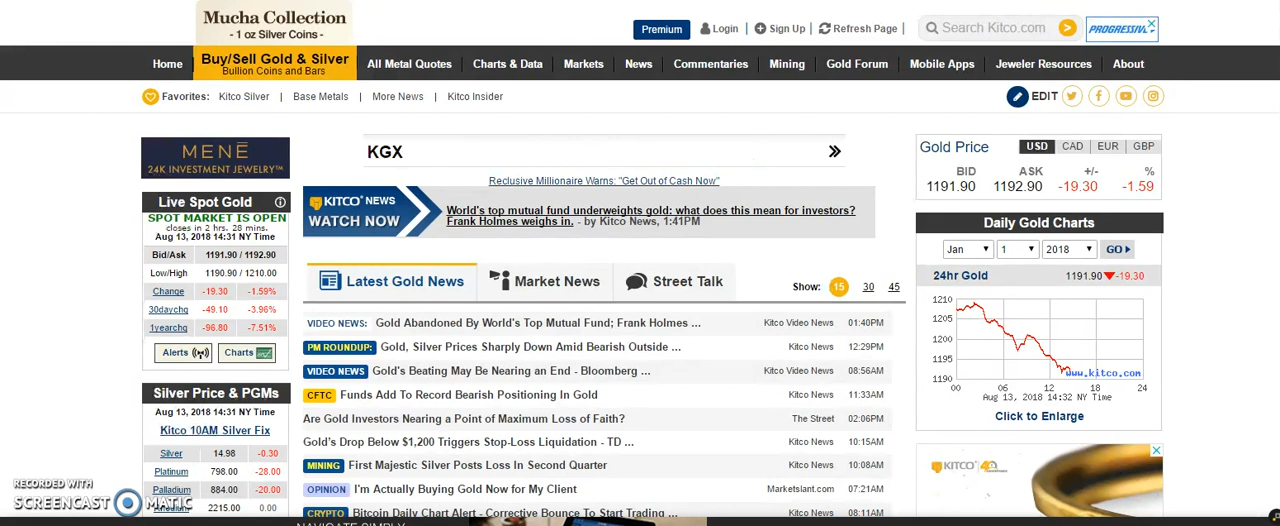 Mucha Collection
- 1 oz Silver Coins -
Premium
Login
Sign Up
Refresh Page
Search Kitco.com
PROGRESSIVE
Home
Buy/Sell Gold & Silver
Bullion Coins and Bars
All Metal Quotes
Charts & Data
Markets
News
Commentaries
Mining
Gold Forum
Mobile Apps
Jeweler Resources
About
Favorites:
Kitco Silver | Base Metals | More News | Kitco Insider
EDIT
MENĒ
24K INVESTMENT JEWELRY™
Live Spot Gold
SPOT MARKET IS OPEN
closes in 2 hrs. 28 mins.
Aug 13, 2018 14:31 NY Time
Bid/Ask 1191.90 / 1192.90
Low/High 1190.90 / 1210.00
Change -19.30 -1.59%
30daychg -49.10 -3.96%
1yearchg -96.80 -7.51%
Alerts
Charts
Silver Price & PGMs
Aug 13, 2018 14:31 NY Time
Kitco 10AM Silver Fix
Silver 14.98 -0.30
Platinum 798.00 -28.00
Palladium 884.00 -20.00
2215.00 0.00
KGX
Reclusive Millionaire Warns: "Get Out of Cash Now"
KITCO NEWS
WATCH NOW
World's top mutual fund underweights gold: what does this mean for investors?
Frank Holmes weighs in. - by Kitco News, 1:41PM
Latest Gold News
Market News
Street Talk
Show: 15 30 45
VIDEO NEWS: Gold Abandoned By World's Top Mutual Fund; Frank Holmes ... Kitco Video News 01:40PM
PM ROUNDUP: Gold, Silver Prices Sharply Down Amid Bearish Outside ... Kitco News 12:29PM
VIDEO NEWS Gold's Beating May Be Nearing an End - Bloomberg ... Kitco News 08:56AM
CFTC Funds Add To Record Bearish Positioning In Gold Kitco News 11:33AM
Are Gold Investors Nearing a Point of Maximum Loss of Faith? The Street 02:06PM
Gold's Drop Below $1,200 Triggers Stop-Loss Liquidation - TD ... Kitco News 10:15AM
MINING First Majestic Silver Posts Loss In Second Quarter Kitco News 10:08AM
OPINION I'm Actually Buying Gold Now for My Client Marketslant.com 07:21AM
CRYPTO Bitcoin Daily Chart Alert - Corrective Bounce To Start Trading ... Kitco News 08:11AM
Gold Price USD CAD EUR GBP
BID ASK +/- %
1191.90 1192.90 -19.30 -1.59
Daily Gold Charts
Jan 1 2018 GO
24hr Gold 1191.90 -19.30
1210
1205
1200
1195
1190
www.kitco.com
00 06 12 18 24
Aug 13, 2018 14:32 NY Time
Click to Enlarge
KITCO 40
RECORDED WITH
SCREENCAST MATIC
NAVIGATE SIMPLY